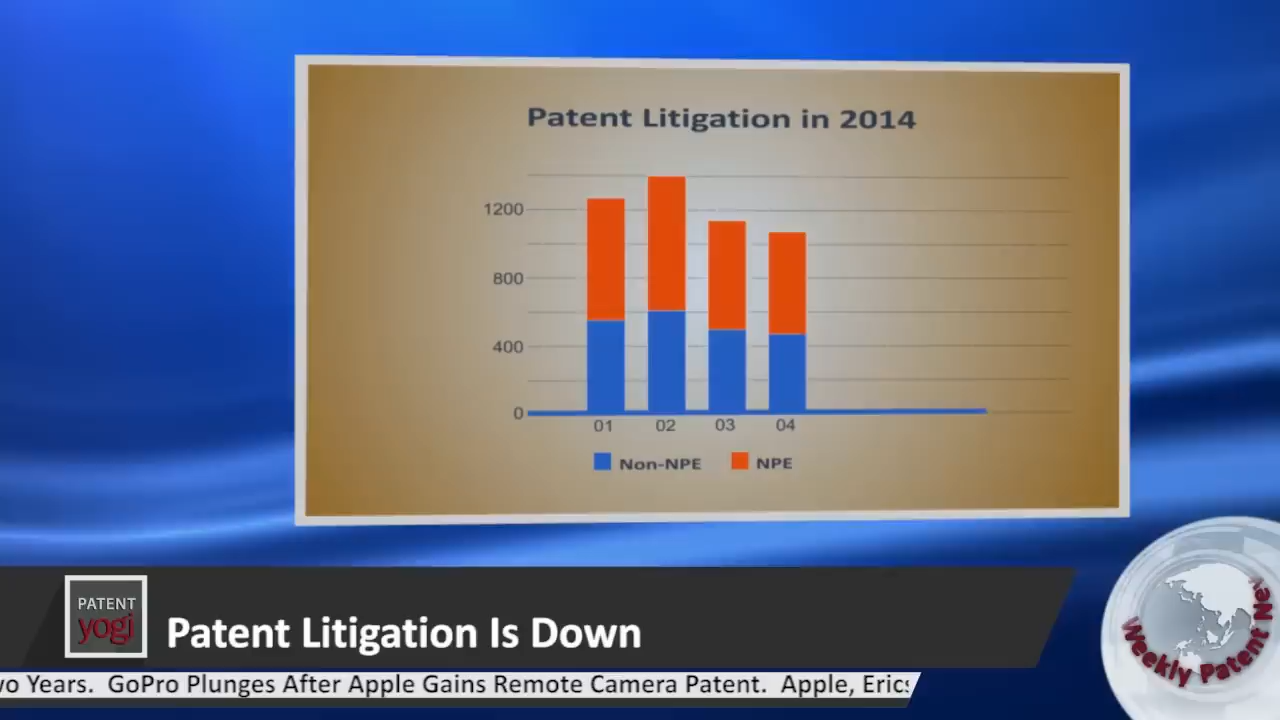 Patent Litigation in 2014
1200
800
400
0
01 02 03 04
Non-NPE NPE
PATENT
yogi
Patent Litigation Is Down
Years. GoPro Plunges After Apple Gains Remote Camera Patent. Apple,
Weekly Patent